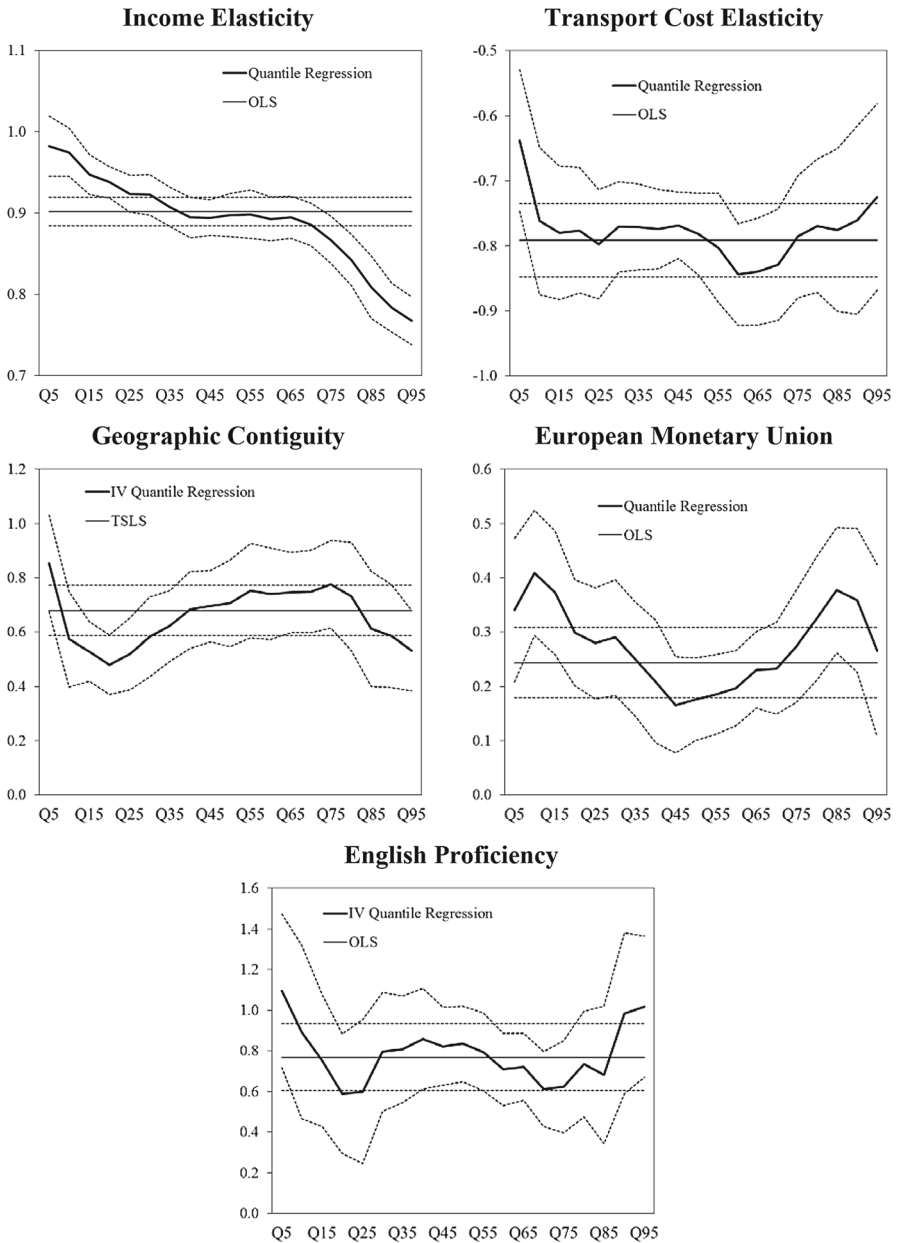 Income Elasticity
1.1
1.0
0.9
0.8
0.7
Quantile Regression
OLS
Q5 Q15 Q25 Q35 Q45 Q55 Q65 Q75 Q85 Q95
Transport Cost Elasticity
-0.5
-0.6
-0.7
-0.8
-0.9
-1.0
Quantile Regression
OLS
Q5 Q15 Q25 Q35 Q45 Q55 Q65 Q75 Q85 Q95
Geographic Contiguity
1.2
1.0
0.8
0.6
0.4
0.2
0.0
IV Quantile Regression
TSLS
Q5 Q15 Q25 Q35 Q45 Q55 Q65 Q75 Q85 Q95
European Monetary Union
0.6
0.5
0.4
0.3
0.2
0.1
0.0
Quantile Regression
OLS
Q5 Q15 Q25 Q35 Q45 Q55 Q65 Q75 Q85 Q95
English Proficiency
1.6
1.4
1.2
1.0
0.8
0.6
0.4
0.2
0.0
IV Quantile Regression
OLS
Q5 Q15 Q25 Q35 Q45 Q55 Q65 Q75 Q85 Q95